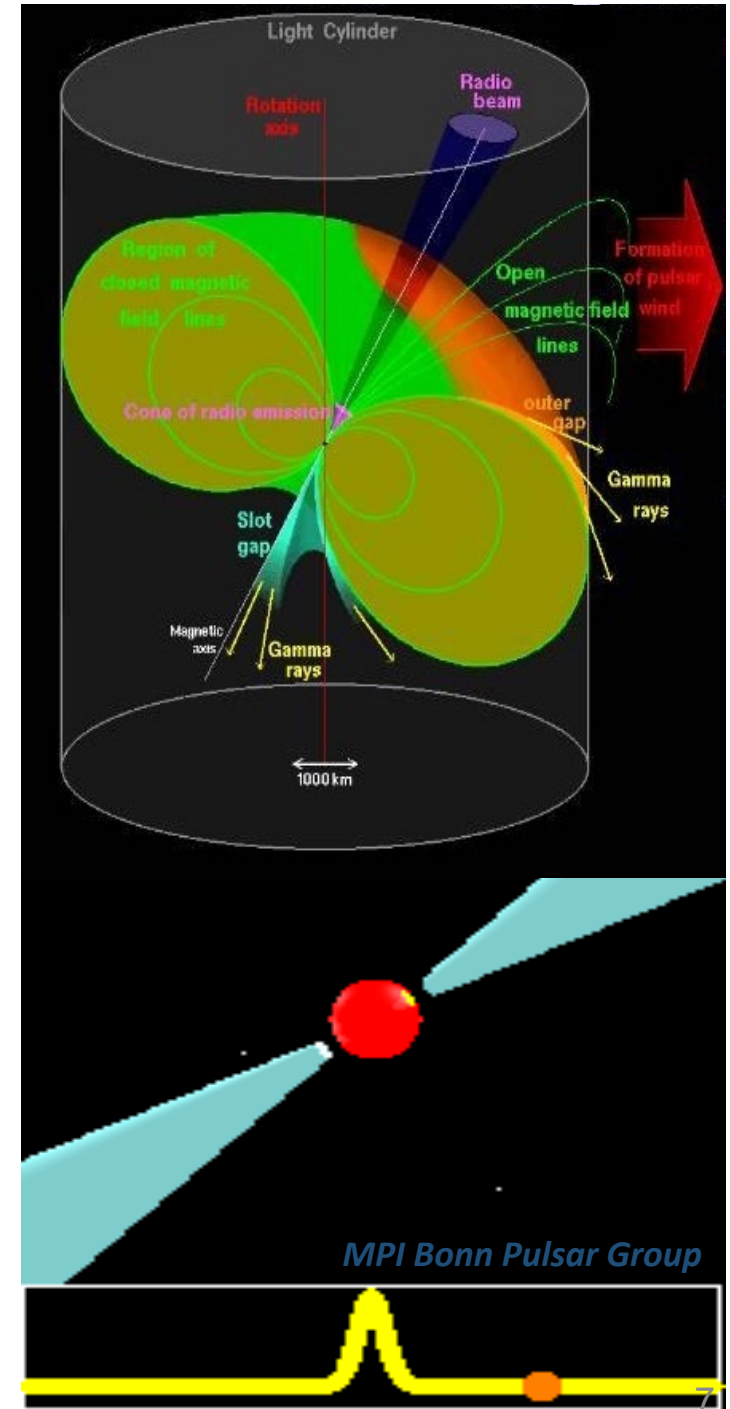 Light Cylinder
Rotation
axis
Radio
beam
Region of
closed magnetic
field lines
Open
magnetic field
lines
Formation
of pulsar
wind
Cone of radio emission
outer
gap
Gamma
rays
Slot
gap
Magnetic
axis
Gamma
rays
1000 km
MPI Bonn Pulsar Group
7